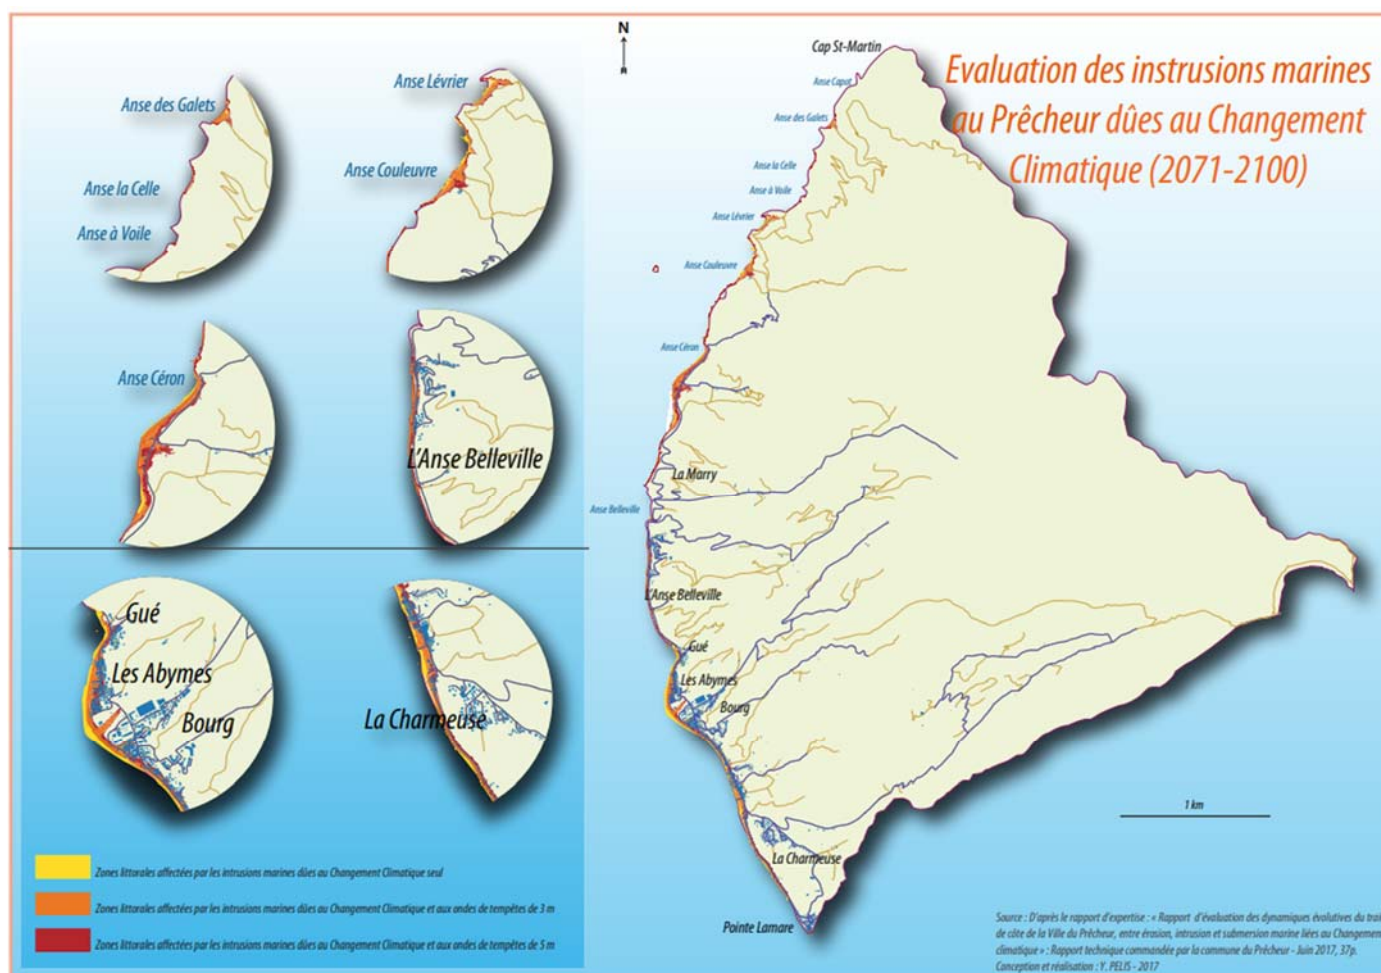 Evaluation des instrusions marines
au Prêcheur dûes au Changement
Climatique (2071-2100)
N
Anse des Galets
Anse la Celle
Anse à Voile
Anse Lévrier
Anse Couleuvre
Anse Céron
L'Anse Belleville
Gué
Les Abymes
Bourg
La Charmeuse
Cap St-Martin
Anse Capot
Anse des Galets
Anse la Celle
Anse à Voile
Anse Lévrier
Anse Couleuvre
Anse Céron
La Marry
Anse Belleville
L'Anse Belleville
Gué
Les Abymes
Bourg
La Charmeuse
Pointe Lamare
1 km
Zones littorales affectées par les intrusions marines dûes au Changement Climatique seul
Zones littorales affectées par les intrusions marines dûes au Changement Climatique et aux ondes de tempêtes de 3 m
Zones littorales affectées par les intrusions marines dûes au Changement Climatique et aux ondes de tempêtes de 5 m
Source : D'après le rapport d'expertise : « Rapport d'évaluation des dynamiques évolutives du trai
de côte de la Ville du Prêcheur, entre érosion, intrusion et submersion marine liées au Changemen
climatique » : Rapport technique commandée par la commune du Prêcheur - Juin 2017, 37p.
Conception et réalisation : Y. PELIS - 2017